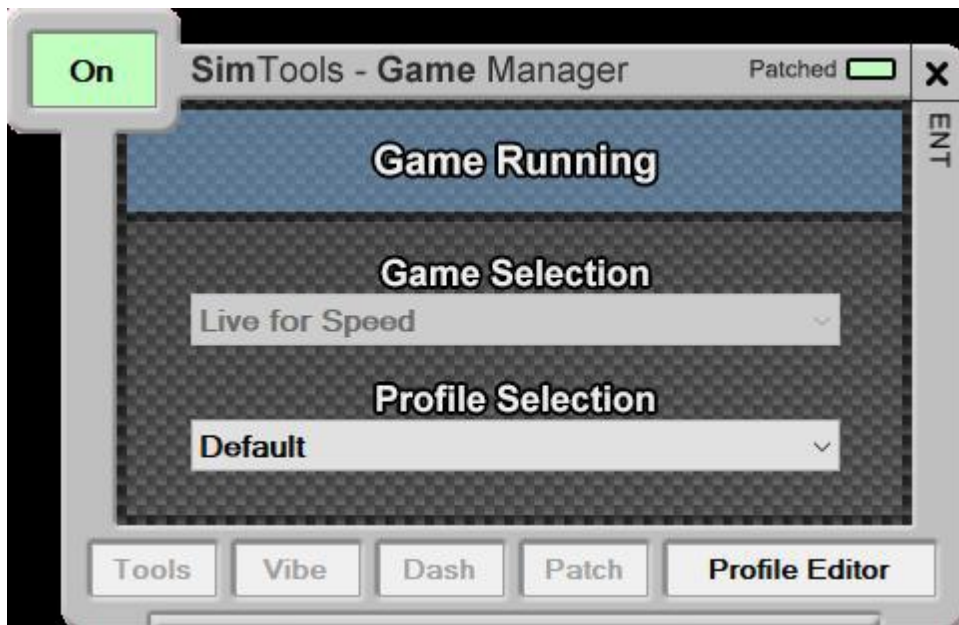 On
SimTools - Game Manager
Patched
ENT
Game Running
Game Selection
Live for Speed
Profile Selection
Default
Tools
Vibe
Dash
Patch
Profile Editor